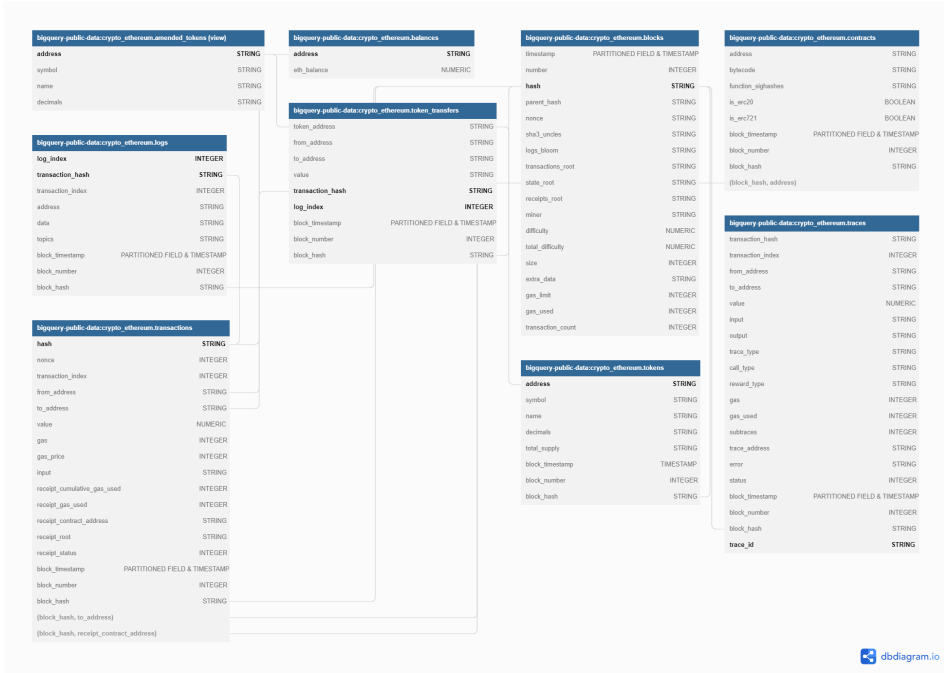 bigquery-public-data:crypto_ethereum.amended_tokens (view)
address STRING
symbol STRING
name STRING
decimals STRING
bigquery-public-data:crypto_ethereum.logs
log_index INTEGER
transaction_hash STRING
transaction_index INTEGER
address STRING
data STRING
topics STRING
block_timestamp PARTITIONED FIELD & TIMESTAMP
block_number INTEGER
block_hash STRING
bigquery-public-data:crypto_ethereum.transactions
hash STRING
nonce INTEGER
transaction_index INTEGER
from_address STRING
to_address STRING
value NUMERIC
gas INTEGER
gas_price INTEGER
input STRING
receipt_cumulative_gas_used INTEGER
receipt_gas_used INTEGER
receipt_contract_address STRING
receipt_root STRING
receipt_status INTEGER
block_timestamp PARTITIONED FIELD & TIMESTAMP
block_number INTEGER
block_hash STRING
(block_hash, to_address)
(block_hash, receipt_contract_address)
bigquery-public-data:crypto_ethereum.balances
address STRING
eth_balance NUMERIC
bigquery-public-data:crypto_ethereum.token_transfers
token_address STRING
from_address STRING
to_address STRING
value STRING
transaction_hash STRING
log_index INTEGER
block_timestamp PARTITIONED FIELD & TIMESTAMP
block_number INTEGER
block_hash STRING
bigquery-public-data:crypto_ethereum.blocks
timestamp PARTITIONED FIELD & TIMESTAMP
number INTEGER
hash STRING
parent_hash STRING
nonce STRING
sha3_uncles STRING
logs_bloom STRING
transactions_root STRING
state_root STRING
receipts_root STRING
miner STRING
difficulty NUMERIC
total_difficulty NUMERIC
size INTEGER
extra_data STRING
gas_limit INTEGER
gas_used INTEGER
transaction_count INTEGER
bigquery-public-data:crypto_ethereum.tokens
address STRING
symbol STRING
name STRING
decimals STRING
total_supply STRING
block_timestamp TIMESTAMP
block_number INTEGER
block_hash STRING
bigquery-public-data:crypto_ethereum.contracts
address STRING
bytecode STRING
function_sighashes STRING
is_erc20 BOOLEAN
is_erc721 BOOLEAN
block_timestamp PARTITIONED FIELD & TIMESTAMP
block_number INTEGER
block_hash STRING
(block_hash, address)
bigquery-public-data:crypto_ethereum.traces
transaction_hash STRING
transaction_index INTEGER
from_address STRING
to_address STRING
value NUMERIC
input STRING
output STRING
trace_type STRING
call_type STRING
reward_type STRING
gas INTEGER
gas_used INTEGER
subtraces INTEGER
trace_address STRING
error STRING
status INTEGER
block_timestamp PARTITIONED FIELD & TIMESTAMP
block_number INTEGER
block_hash STRING
trace_id STRING
dbdiagram.io